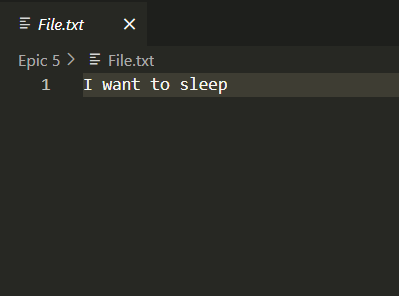 File.txt
Epic 5 > File.txt
1 I want to sleep